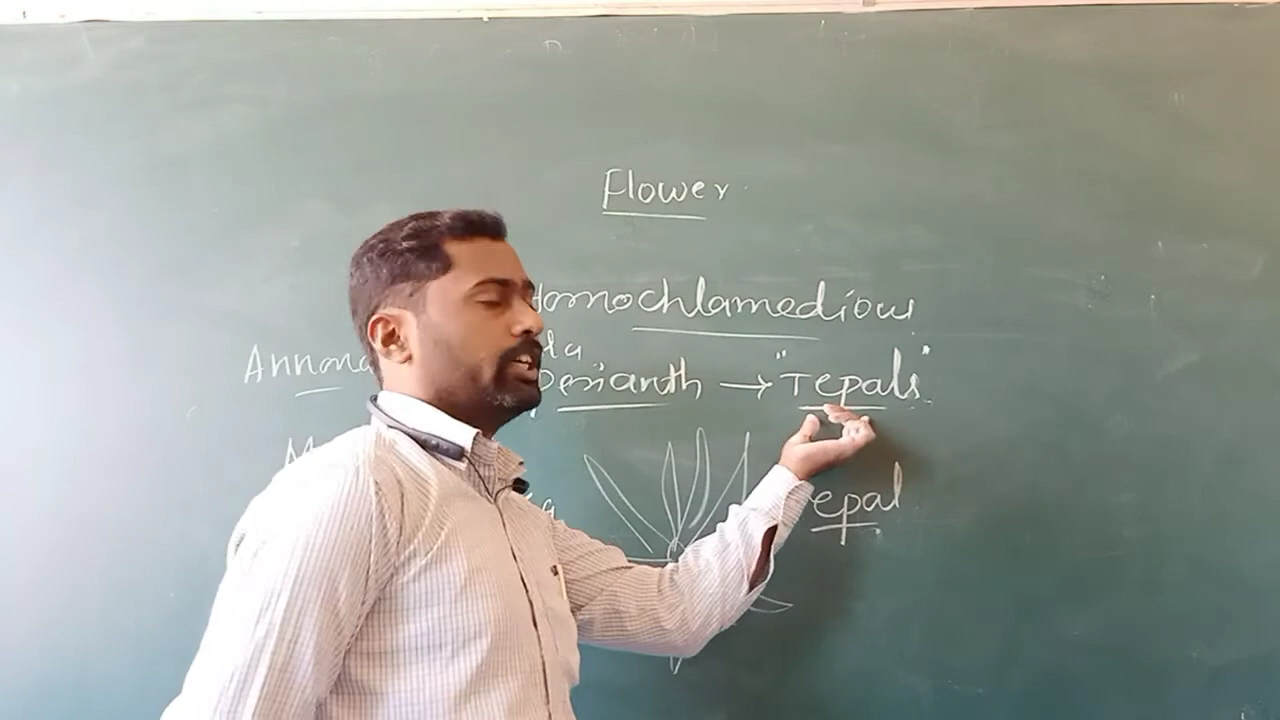 Flower
Homochlamedious
Annona
Perianth → "Tepals"
epal